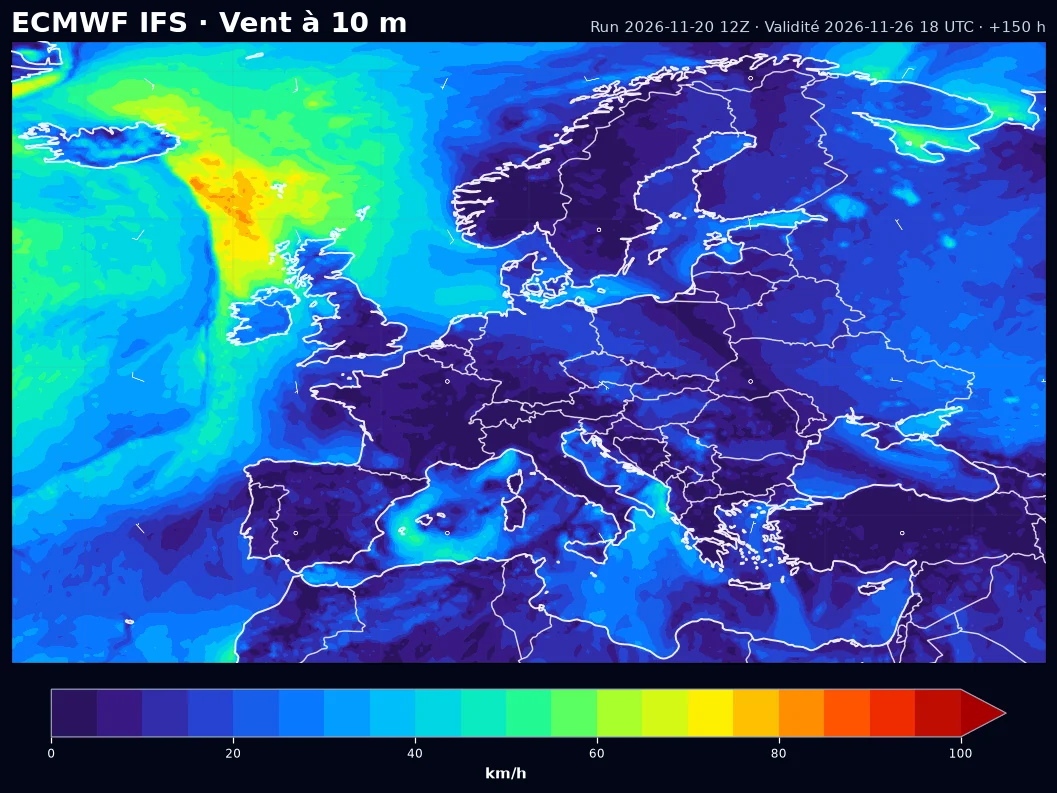 ECMWF IFS · Vent à 10 m
Run 2026-11-20 12Z · Validité 2026-11-26 18 UTC · +150 h
0 20 40 60 80 100
km/h